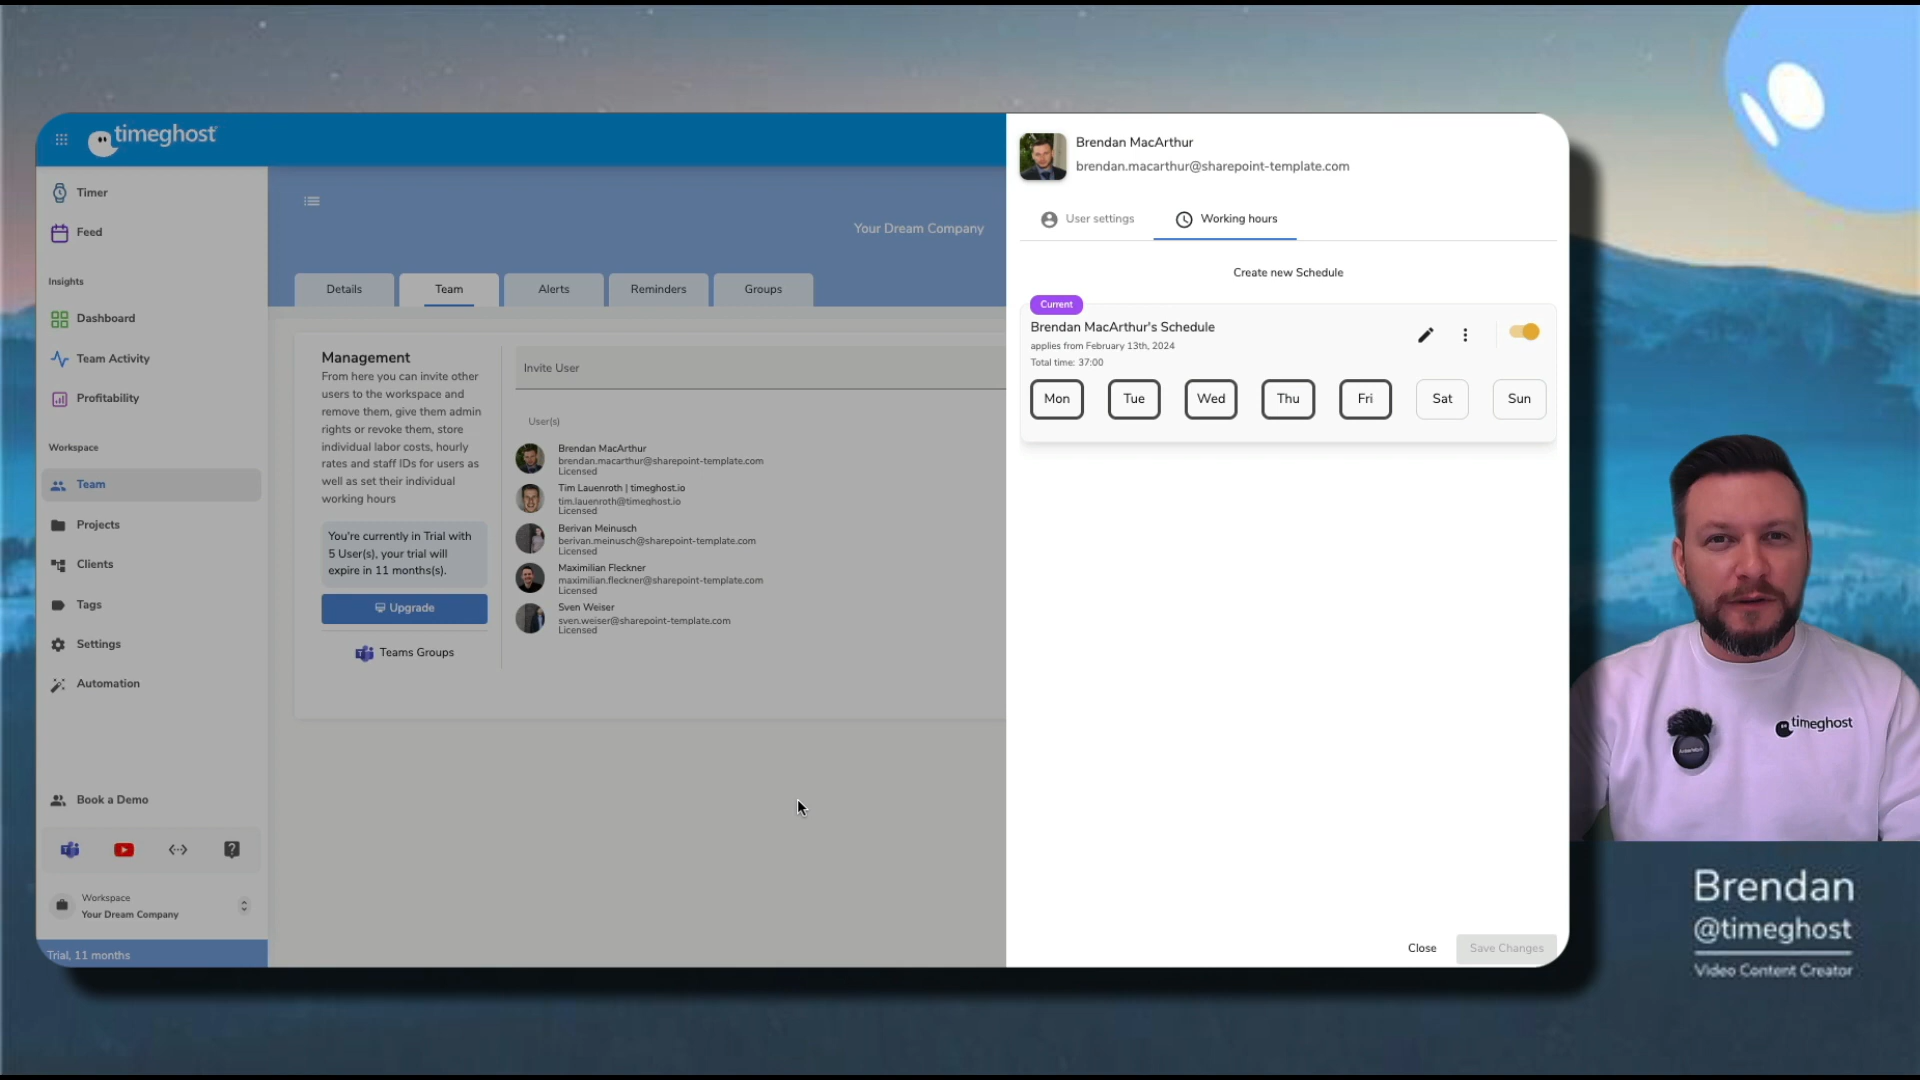 timeghost
Timer
Feed
Insights
Dashboard
Team Activity
Profitability
Workspace
Team
Projects
Clients
Tags
Settings
Automation
Book a Demo
Workspace
Your Dream Company
Trial, 11 months
Your Dream Company
Details
Team
Alerts
Reminders
Groups
Management
From here you can invite other
users to the workspace and
remove them, give them admin
rights or revoke them, store
individual labor costs, hourly
rates and staff IDs for users as
well as set their individual
working hours
You're currently in Trial with
5 User(s), your trial will
expire in 11 months(s).
Upgrade
Teams Groups
Invite User
User(s)
Brendan MacArthur
brendan.macarthur@sharepoint-template.com
Licensed
Tim Lauenroth | timeghost.io
tim.lauenroth@timeghost.io
Licensed
Berivan Meinusch
berivan.meinusch@sharepoint-template.com
Licensed
Maximilian Fleckner
maximilian.fleckner@sharepoint-template.com
Licensed
Sven Weiser
sven.weiser@sharepoint-template.com
Licensed
Brendan MacArthur
brendan.macarthur@sharepoint-template.com
User settings
Working hours
Create new Schedule
Current
Brendan MacArthur's Schedule
applies from February 13th, 2024
Total time: 37:00
Mon
Tue
Wed
Thu
Fri
Sat
Sun
Close
Save Changes
timeghost
Brendan
@timeghost
Video Content Creator